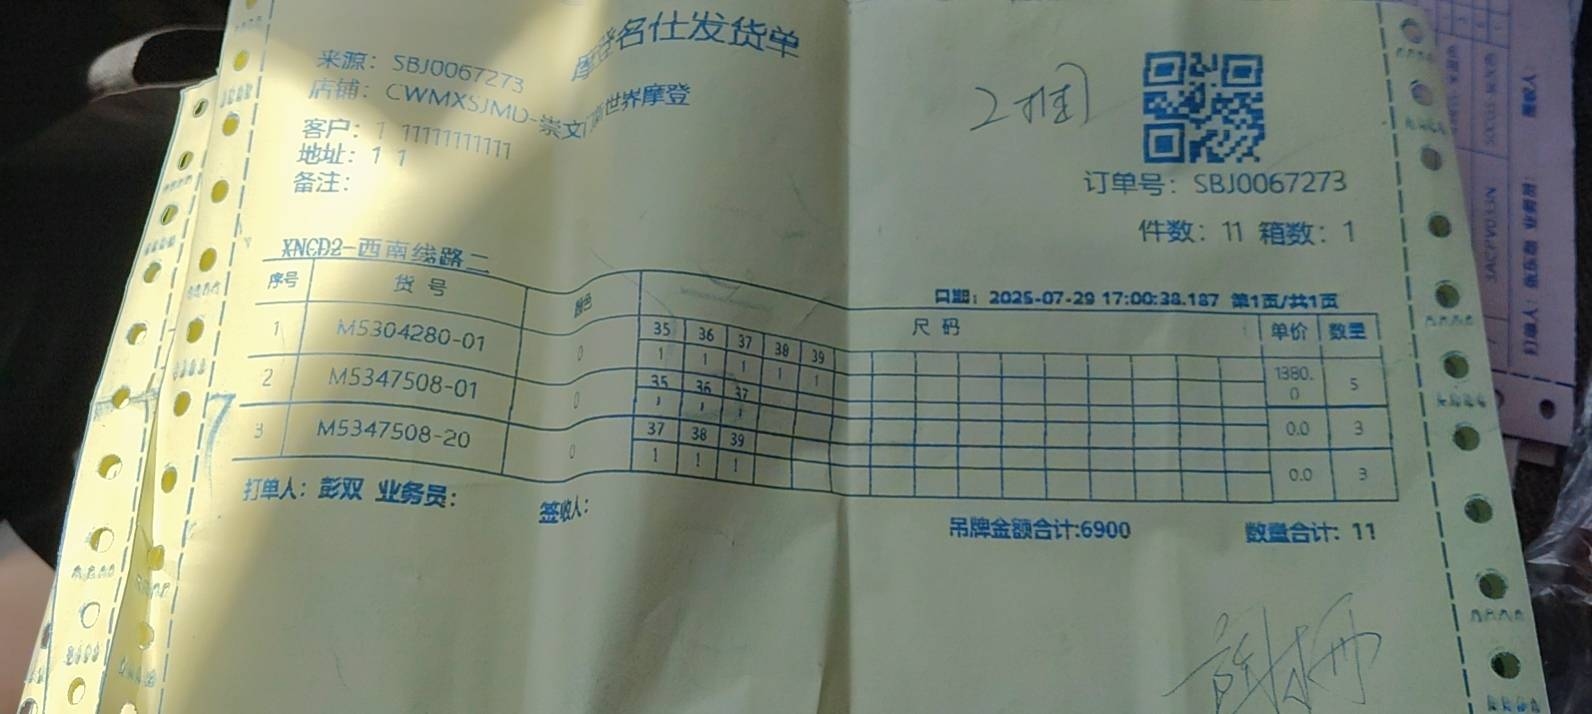 摩登名仕发货单
来源：SBJ0067273
店铺：CWMXSJMD-崇文门新世界摩登
客户：1 11111111111
地址：1 1
备注：
订单号：SBJ0067273
件数：11 箱数：1
XNCD2-西南线路二
日期：2025-07-29 17:00:38.187 第1页/共1页
序号 货号 颜色 尺码 单价 数量
1 M5304280-01 0 35 36 37 38 39 1380.0 5
1 1 1 1 1
2 M5347508-01 0 35 36 37 0.0 3
1 1 1
3 M5347508-20 0 37 38 39 0.0 3
1 1 1
打单人：彭双 业务员： 签收人：
吊牌金额合计:6900 数量合计：11